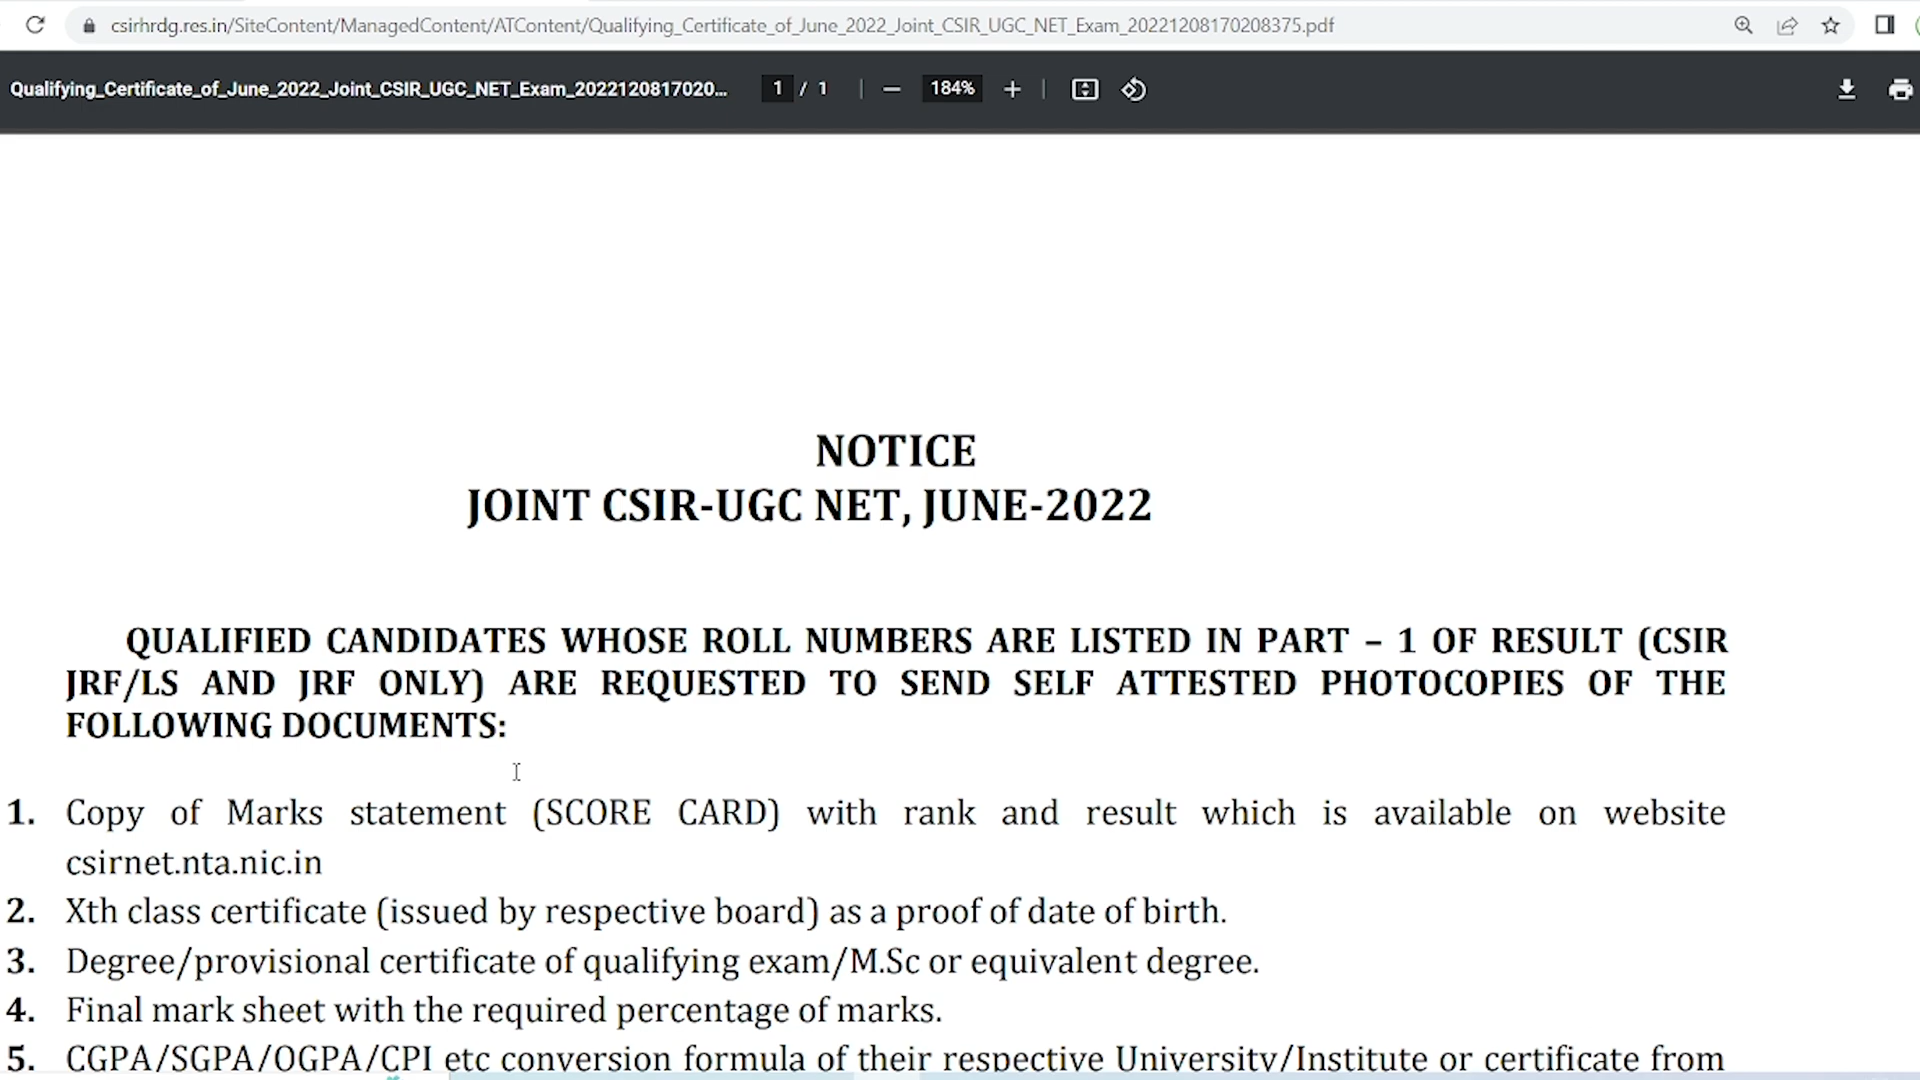 csirhrdg.res.in/SiteContent/ManagedContent/ATContent/Qualifying_Certificate_of_June_2022_Joint_CSIR_UGC_NET_Exam_20221208170208375.pdf
Qualifying_Certificate_of_June_2022_Joint_CSIR_UGC_NET_Exam_2022120817020... 1 / 1 184%
NOTICE
JOINT CSIR-UGC NET, JUNE-2022
QUALIFIED CANDIDATES WHOSE ROLL NUMBERS ARE LISTED IN PART – 1 OF RESULT (CSIR
JRF/LS AND JRF ONLY) ARE REQUESTED TO SEND SELF ATTESTED PHOTOCOPIES OF THE
FOLLOWING DOCUMENTS:
1. Copy of Marks statement (SCORE CARD) with rank and result which is available on website
csirnet.nta.nic.in
2. Xth class certificate (issued by respective board) as a proof of date of birth.
3. Degree/provisional certificate of qualifying exam/M.Sc or equivalent degree.
4. Final mark sheet with the required percentage of marks.
5. CGPA/SGPA/OGPA/CPI etc conversion formula of their respective University/Institute or certificate from